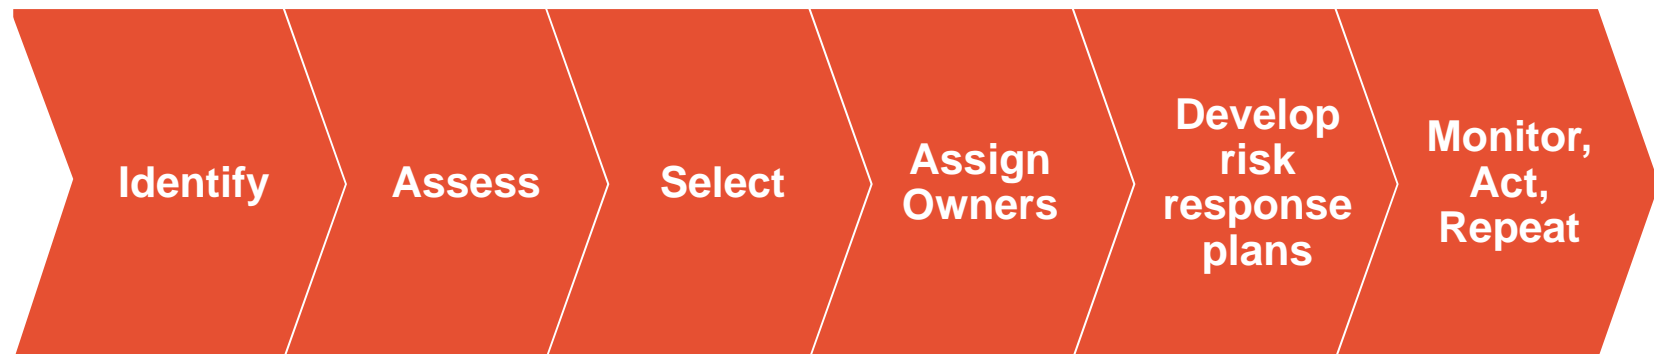 Identify
Assess
Select
Assign
Owners
Develop
risk
response
plans
Monitor,
Act,
Repeat